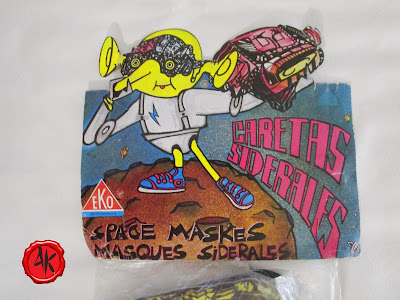 CARETAS
SIDERALES
EKO
SPACE MASKES
MASQUES SIDERALES
AK